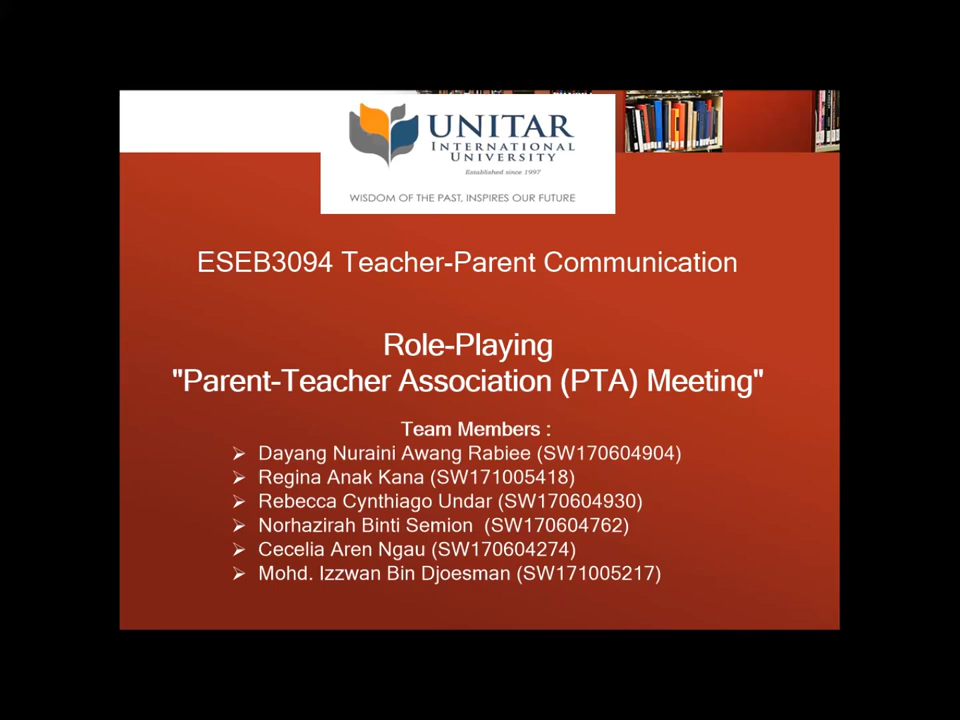 UNITAR
INTERNATIONAL
UNIVERSITY
Established since 1997
WISDOM OF THE PAST, INSPIRES OUR FUTURE
ESEB3094 Teacher-Parent Communication
Role-Playing
"Parent-Teacher Association (PTA) Meeting"
Team Members :
➢ Dayang Nuraini Awang Rabiee (SW170604904)
➢ Regina Anak Kana (SW171005418)
➢ Rebecca Cynthiago Undar (SW170604930)
➢ Norhazirah Binti Semion (SW170604762)
➢ Cecelia Aren Ngau (SW170604274)
➢ Mohd. Izzwan Bin Djoesman (SW171005217)